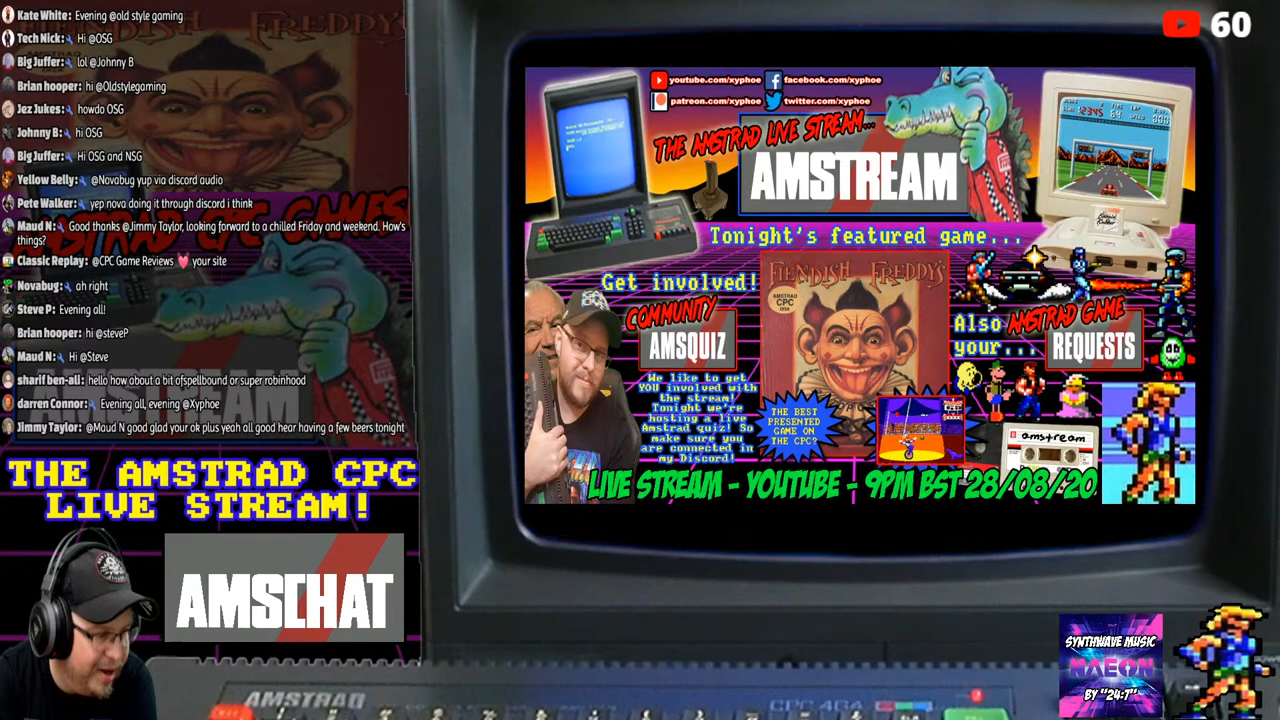 Kate White: Evening @old style gaming
Tech Nick: Hi @OSG
Big Juffer: lol @Johnny B
Brian hooper: hi @Oldstylegaming
Jez Jukes: howdo OSG
Johnny B: hi OSG
Big Juffer: Hi OSG and NSG
Yellow Belly: @Novabug yup via discord audio
Pete Walker: yep nova doing it through discord i think
Maud N: Good thanks @Jimmy Taylor, looking forward to a chilled Friday and weekend. How's
things?
Classic Replay: @CPC Game Reviews ❤ your site
Novabug: ah right
Steve P: Evening all!
Brian hooper: hi @steveP
Maud N: Hi @Steve
sharif ben-ali: hello how about a bit ofspellbound or super robinhood
darren Connor: Evening all, evening @Xyphoe
Jimmy Taylor: @Maud N good glad your ok plus yeah all good hear having a few beers tonight
THE AMSTRAD CPC
LIVE STREAM!
AMSCHAT
60
youtube.com/xyphoe
facebook.com/xyphoe
patreon.com/xyphoe
twitter.com/xyphoe
THE AMSTRAD LIVE STREAM...
AMSTREAM
Tonight's featured game...
Get involved!
COMMUNITY
AMSQUIZ
We like to get
YOU involved with
the stream!
Tonight we're
hosting a live
Amstrad quiz! So
make sure you
are connected in
my Discord!
FIENDISH FREDDY'S
AMSTRAD
CPC
DISK
THE BEST
PRESENTED
GAME ON
THE CPC?
Also
your...
AMSTRAD GAME
REQUESTS
amstream
LIVE STREAM - YOUTUBE - 9PM BST 28/08/20
SYNTHWAVE MUSIC
NAEON
BY "24:7"
AMSTRAD
CPC 464